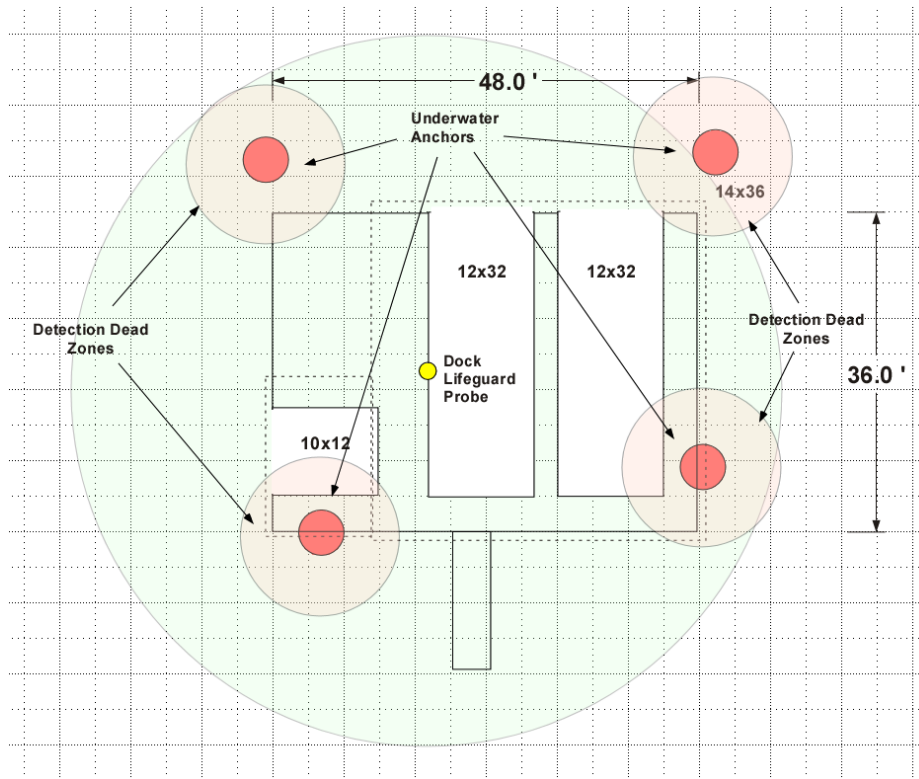 48.0 '
Underwater
Anchors
14x36
12x32
12x32
Detection Dead
Zones
Detection Dead
Zones
Dock
Lifeguard
Probe
36.0 '
10x12